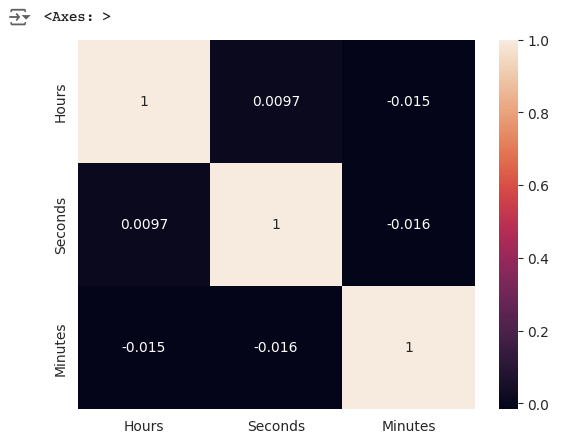 <Axes: >
Hours
1
0.0097
-0.015
Seconds
0.0097
1
-0.016
Minutes
-0.015
-0.016
1
Hours
Seconds
Minutes
1.0
0.8
0.6
0.4
0.2
0.0